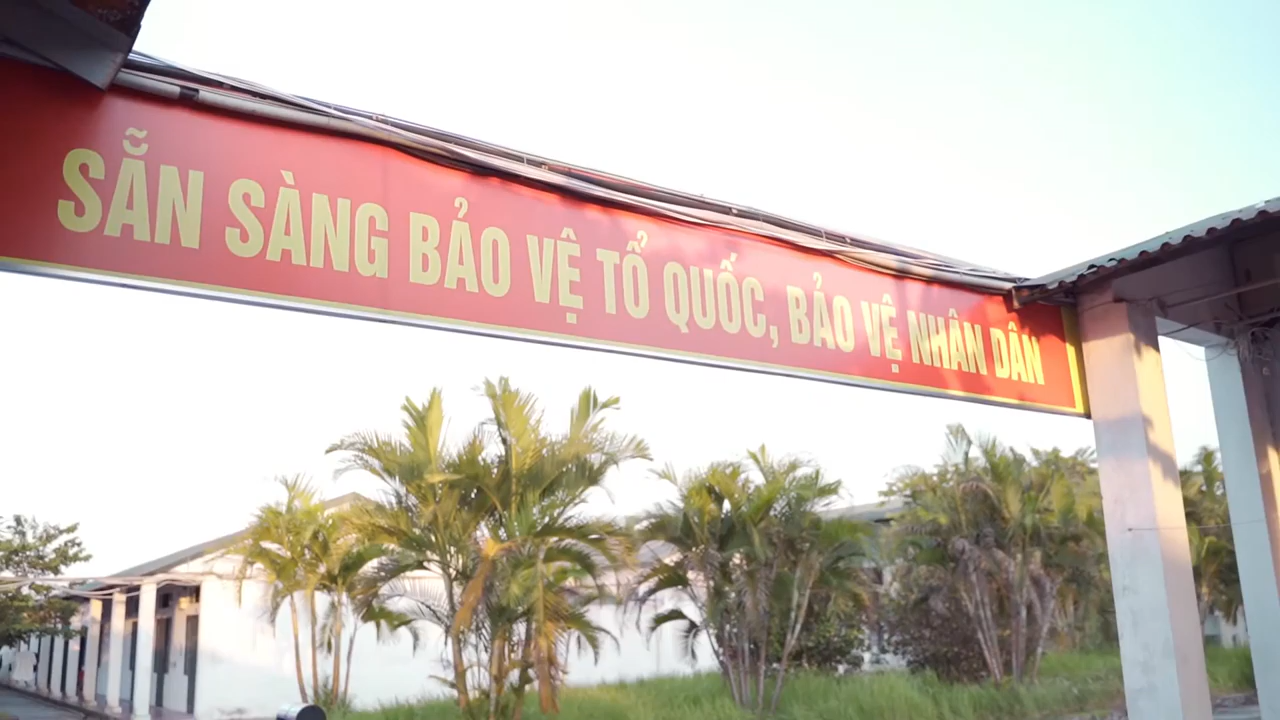 SẴN SÀNG BẢO VỆ TỔ QUỐC, BẢO VỆ NHÂN DÂN